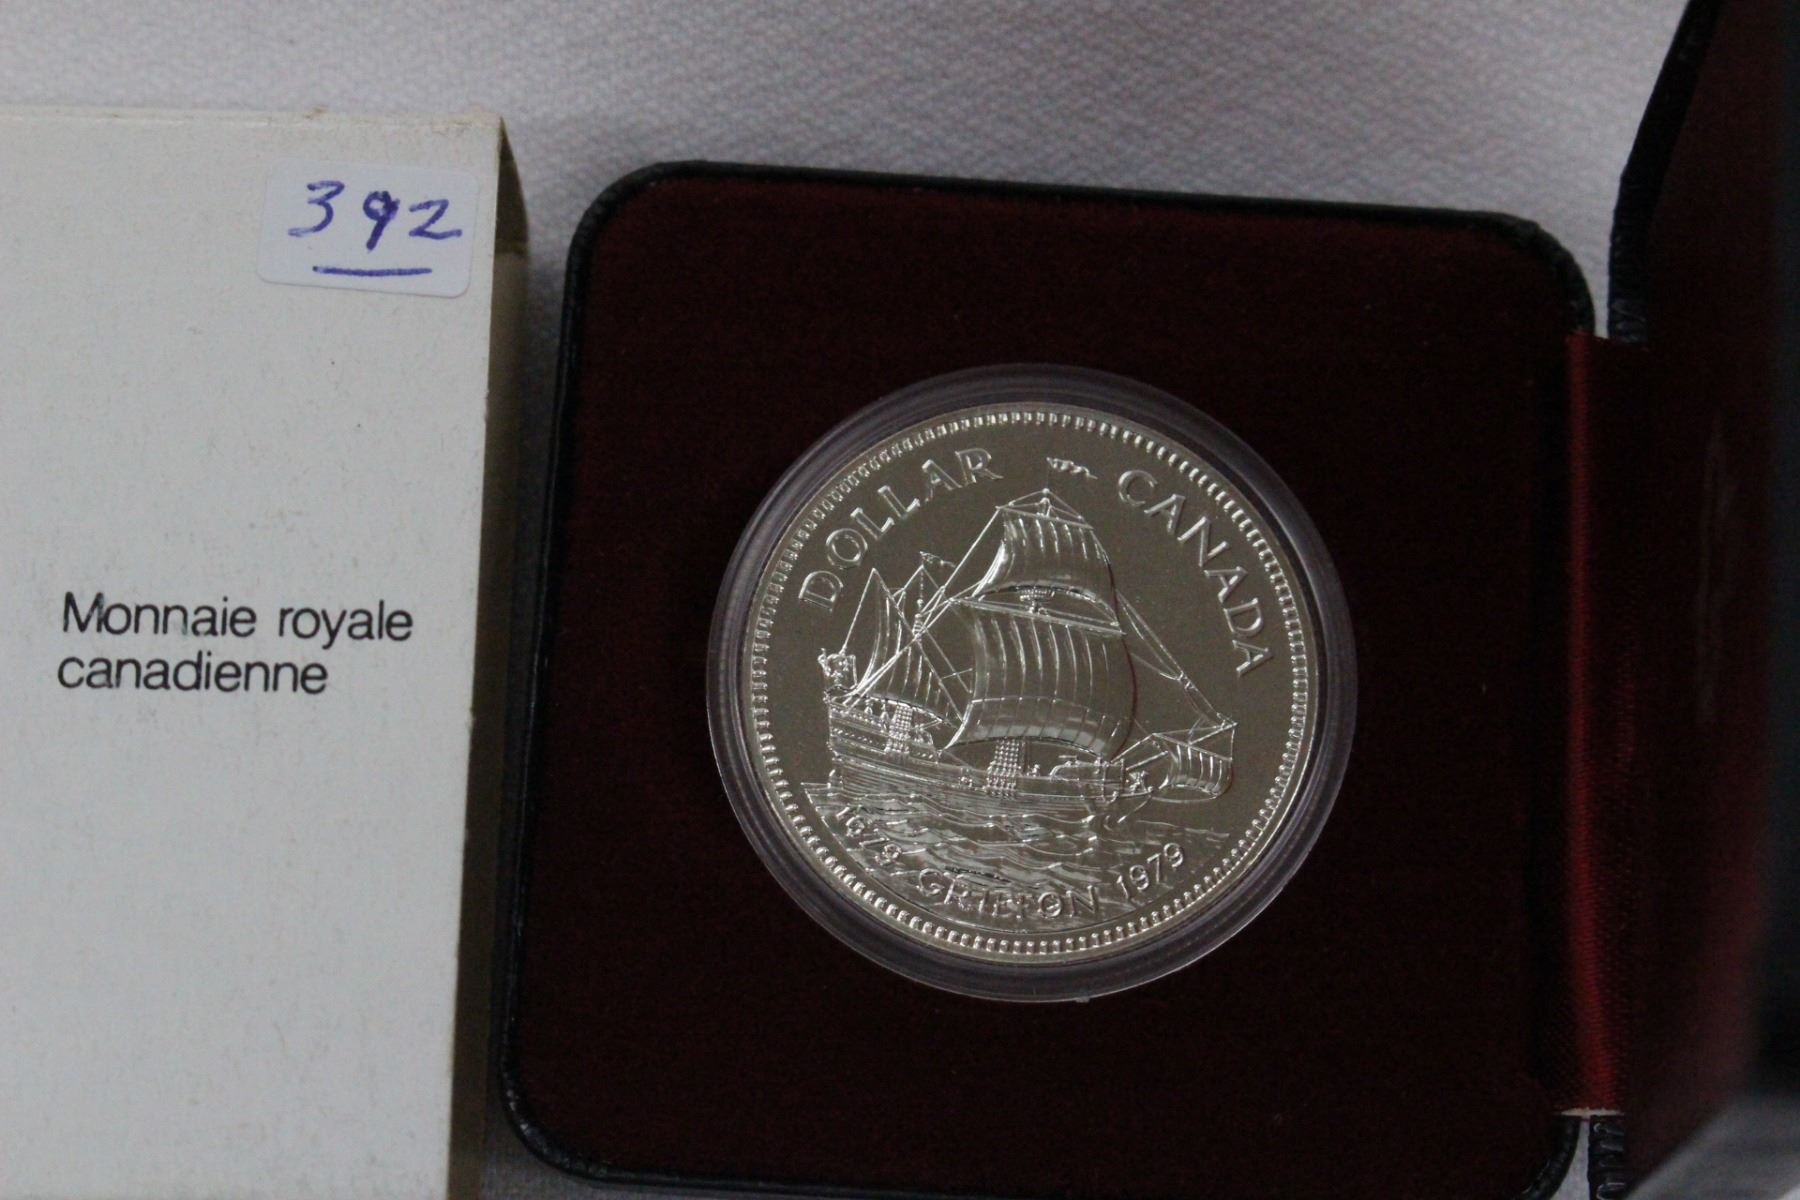 392
Monnaie royale
canadienne
DOLLAR CANADA
1679 GRIFFON 1979